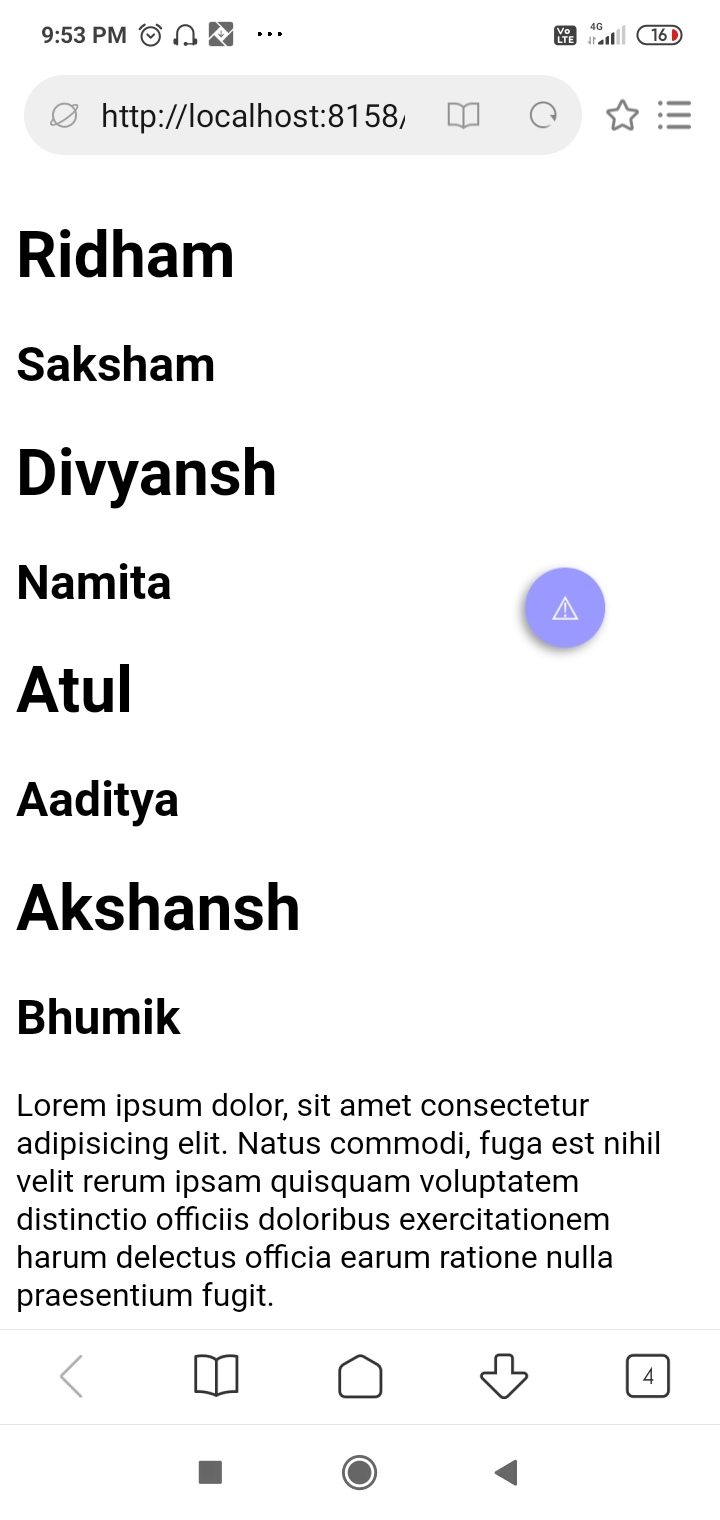 9:53 PM
Vo LTE
4G
16
http://localhost:8158/
Ridham
Saksham
Divyansh
Namita
Atul
Aaditya
Akshansh
Bhumik
Lorem ipsum dolor, sit amet consectetur
adipisicing elit. Natus commodi, fuga est nihil
velit rerum ipsam quisquam voluptatem
distinctio officiis doloribus exercitationem
harum delectus officia earum ratione nulla
praesentium fugit.
4